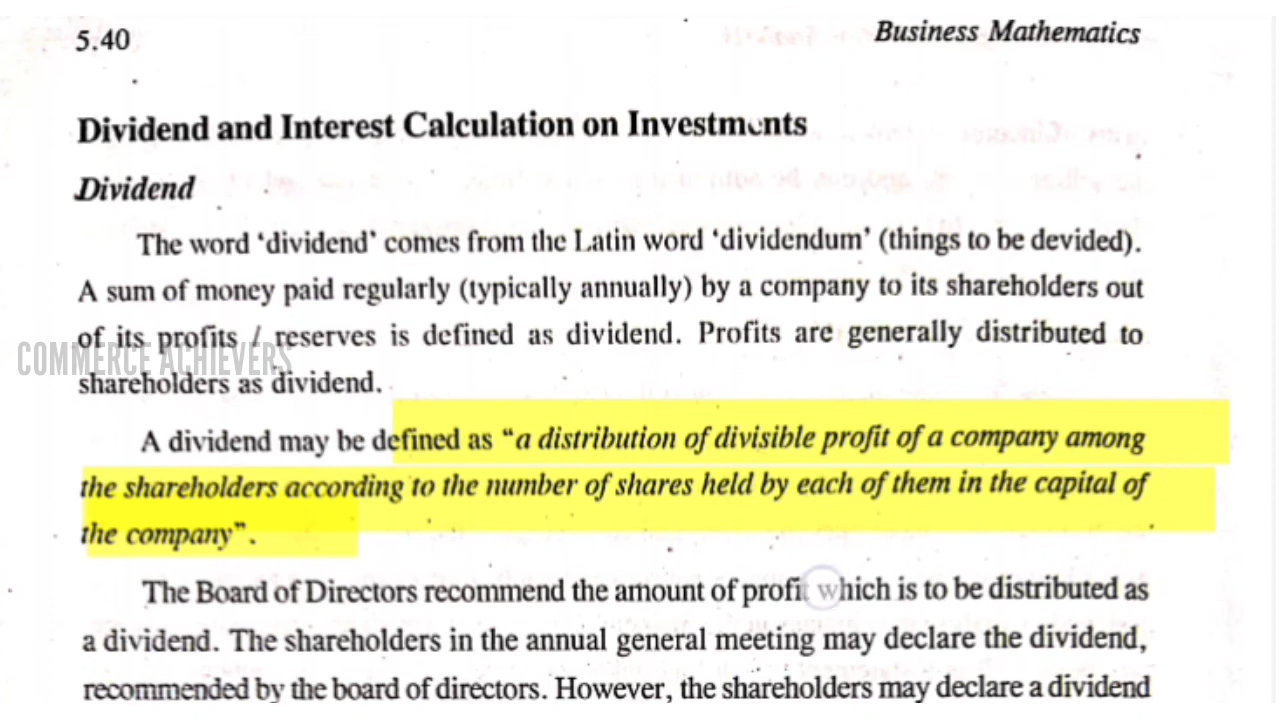 5.40
Business Mathematics
Dividend and Interest Calculation on Investments
Dividend
The word ‘dividend’ comes from the Latin word ‘dividendum’ (things to be devided).
A sum of money paid regularly (typically annually) by a company to its shareholders out
of its profits / reserves is defined as dividend. Profits are generally distributed to
COMMERCE ACHIEVERS
shareholders as dividend.
A dividend may be defined as “a distribution of divisible profit of a company among
the shareholders according to the number of shares held by each of them in the capital of
the company”.
The Board of Directors recommend the amount of profit which is to be distributed as
a dividend. The shareholders in the annual general meeting may declare the dividend,
recommended by the board of directors. However, the shareholders may declare a dividend